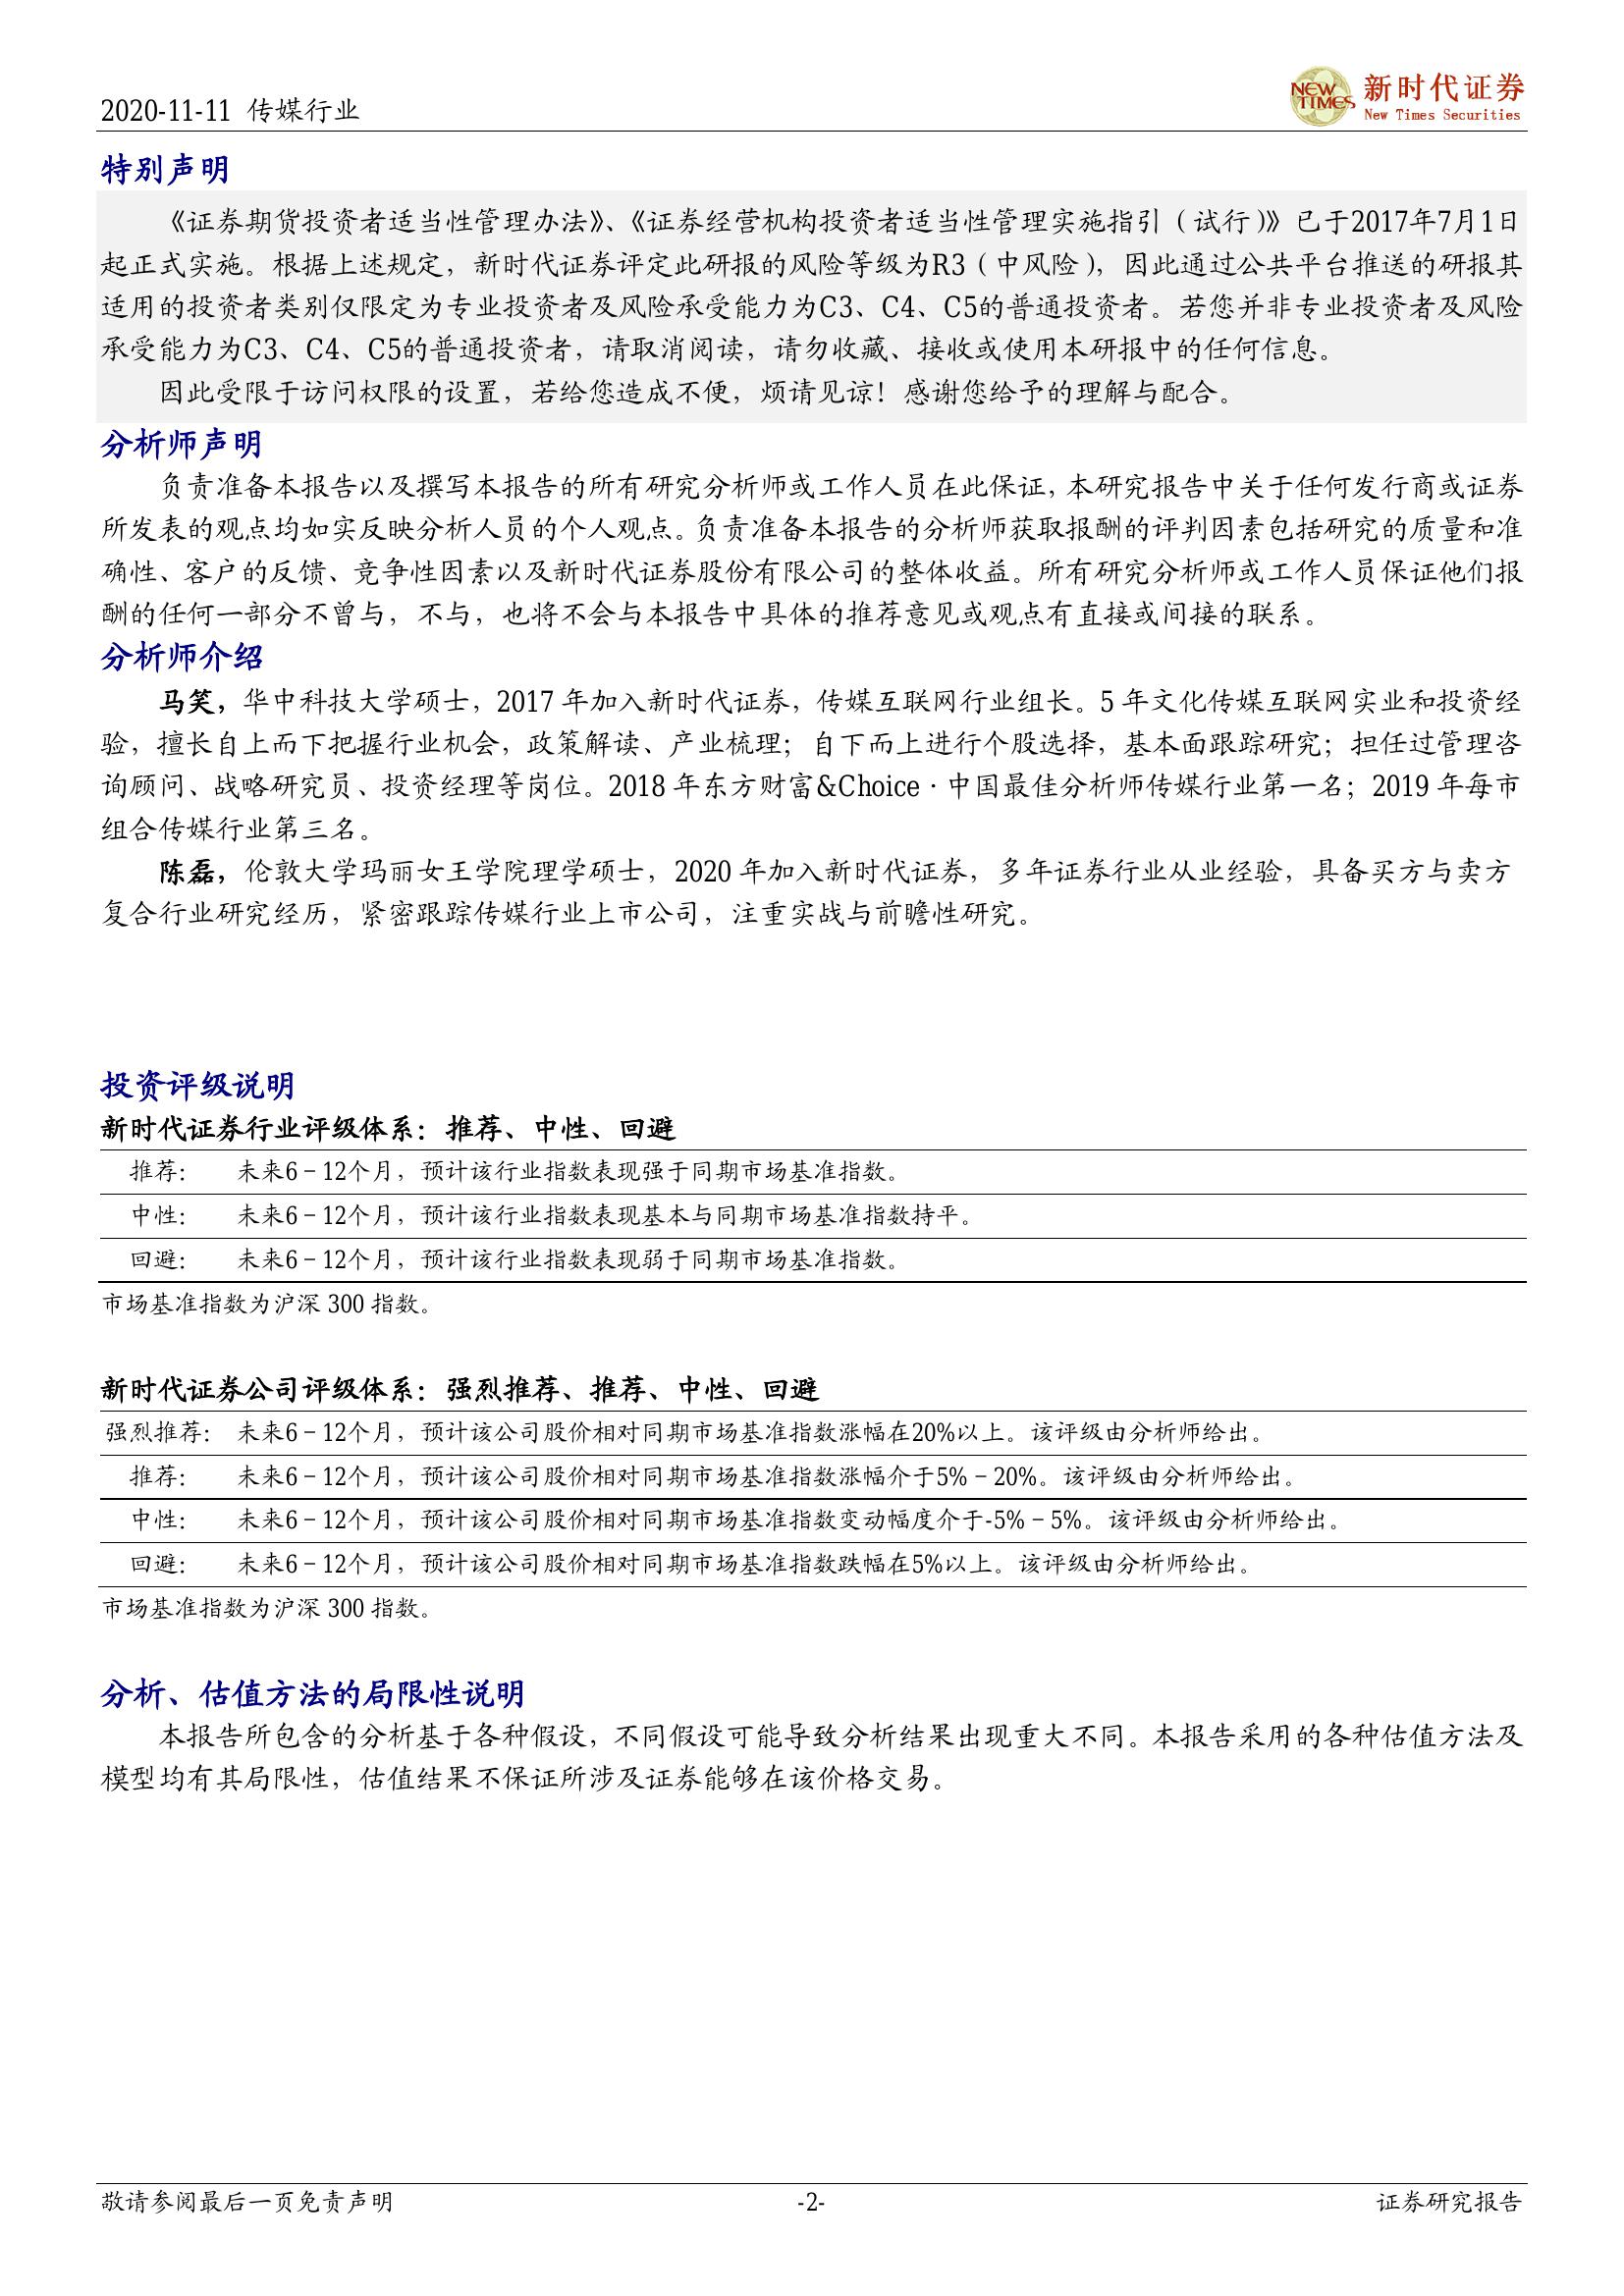 2020-11-11 传媒行业
NEW TIMES
新时代证券
New Times Securities
特别声明
《证券期货投资者适当性管理办法》、《证券经营机构投资者适当性管理实施指引（试行）》已于2017年7月1日
起正式实施。根据上述规定，新时代证券评定此研报的风险等级为R3（中风险），因此通过公共平台推送的研报其
适用的投资者类别仅限定为专业投资者及风险承受能力为C3、C4、C5的普通投资者。若您并非专业投资者及风险
承受能力为C3、C4、C5的普通投资者，请取消阅读，请勿收藏、接收或使用本研报中的任何信息。
因此受限于访问权限的设置，若给您造成不便，烦请见谅！感谢您给予的理解与配合。
分析师声明
负责准备本报告以及撰写本报告的所有研究分析师或工作人员在此保证，本研究报告中关于任何发行商或证券
所发表的观点均如实反映分析人员的个人观点。负责准备本报告的分析师获取报酬的评判因素包括研究的质量和准
确性、客户的反馈、竞争性因素以及新时代证券股份有限公司的整体收益。所有研究分析师或工作人员保证他们报
酬的任何一部分不曾与，不与，也将不会与本报告中具体的推荐意见或观点有直接或间接的联系。
分析师介绍
马笑，华中科技大学硕士，2017 年加入新时代证券，传媒互联网行业组长。5 年文化传媒互联网实业和投资经
验，擅长自上而下把握行业机会，政策解读、产业梳理；自下而上进行个股选择，基本面跟踪研究；担任过管理咨
询顾问、战略研究员、投资经理等岗位。2018 年东方财富&Choice · 中国最佳分析师传媒行业第一名；2019 年每市
组合传媒行业第三名。
陈磊，伦敦大学玛丽女王学院理学硕士，2020 年加入新时代证券，多年证券行业从业经验，具备买方与卖方
复合行业研究经历，紧密跟踪传媒行业上市公司，注重实战与前瞻性研究。
投资评级说明
新时代证券行业评级体系：推荐、中性、回避
推荐： 未来6－12个月，预计该行业指数表现强于同期市场基准指数。
中性： 未来6－12个月，预计该行业指数表现基本与同期市场基准指数持平。
回避： 未来6－12个月，预计该行业指数表现弱于同期市场基准指数。
市场基准指数为沪深 300 指数。
新时代证券公司评级体系：强烈推荐、推荐、中性、回避
强烈推荐： 未来6－12个月，预计该公司股价相对同期市场基准指数涨幅在20%以上。该评级由分析师给出。
推荐： 未来6－12个月，预计该公司股价相对同期市场基准指数涨幅介于5%－20%。该评级由分析师给出。
中性： 未来6－12个月，预计该公司股价相对同期市场基准指数变动幅度介于-5%－5%。该评级由分析师给出。
回避： 未来6－12个月，预计该公司股价相对同期市场基准指数跌幅在5%以上。该评级由分析师给出。
市场基准指数为沪深 300 指数。
分析、估值方法的局限性说明
本报告所包含的分析基于各种假设，不同假设可能导致分析结果出现重大不同。本报告采用的各种估值方法及
模型均有其局限性，估值结果不保证所涉及证券能够在该价格交易。
敬请参阅最后一页免责声明 -2- 证券研究报告